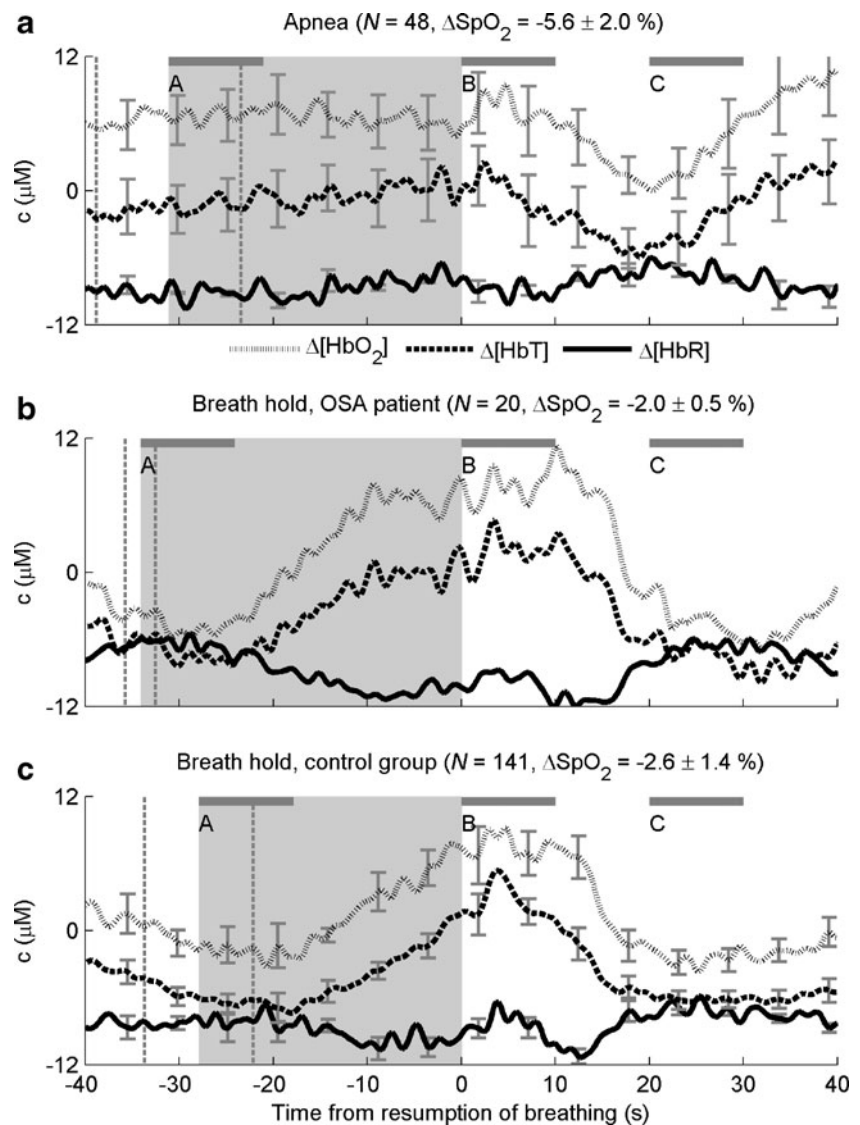 a
Apnea (N = 48, ΔSpO₂ = -5.6 ± 2.0 %)
12
0
-12
c (μM)
A
B
C
Δ[HbO₂] Δ[HbT] Δ[HbR]
b
Breath hold, OSA patient (N = 20, ΔSpO₂ = -2.0 ± 0.5 %)
12
0
-12
c (μM)
A
B
C
c
Breath hold, control group (N = 141, ΔSpO₂ = -2.6 ± 1.4 %)
12
0
-12
c (μM)
A
B
C
-40 -30 -20 -10 0 10 20 30 40
Time from resumption of breathing (s)